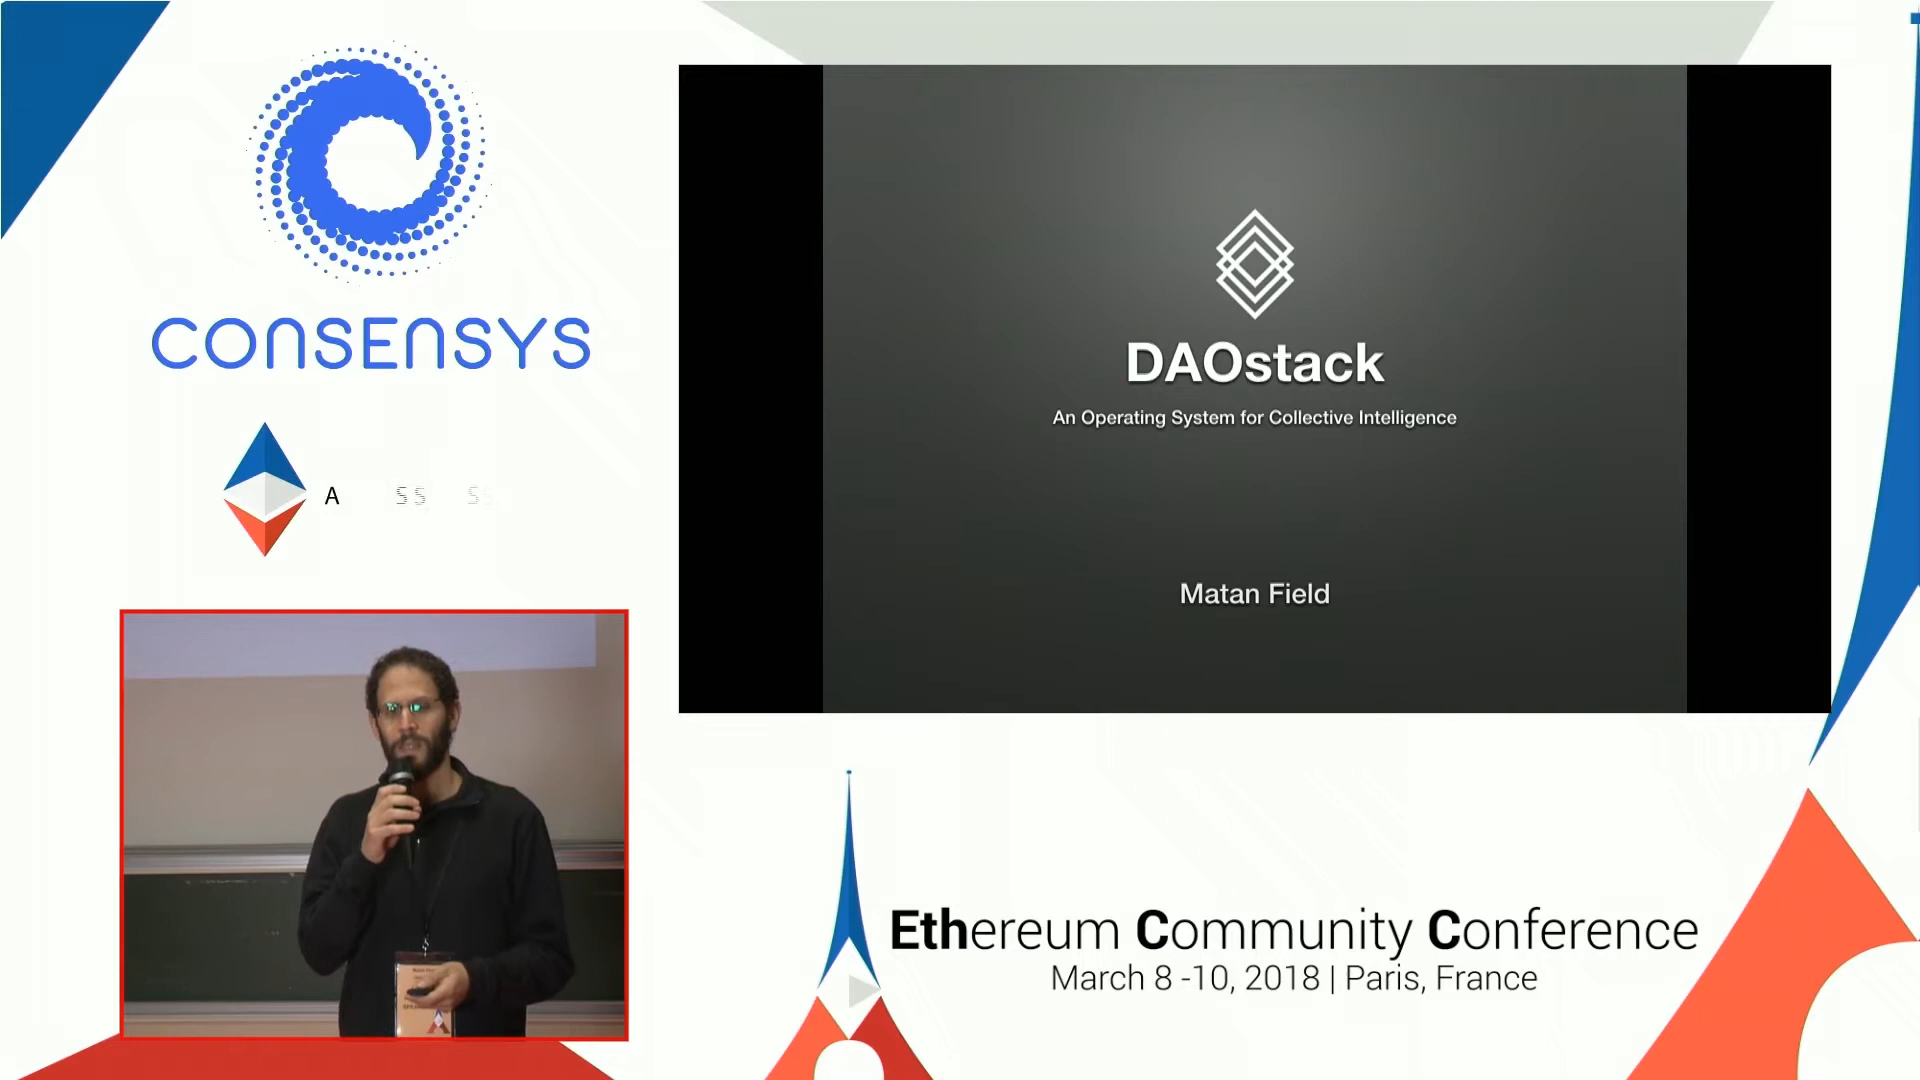 CONSENSYS
A
DAOstack
An Operating System for Collective Intelligence
Matan Field
Ethereum Community Conference
March 8 -10, 2018 | Paris, France